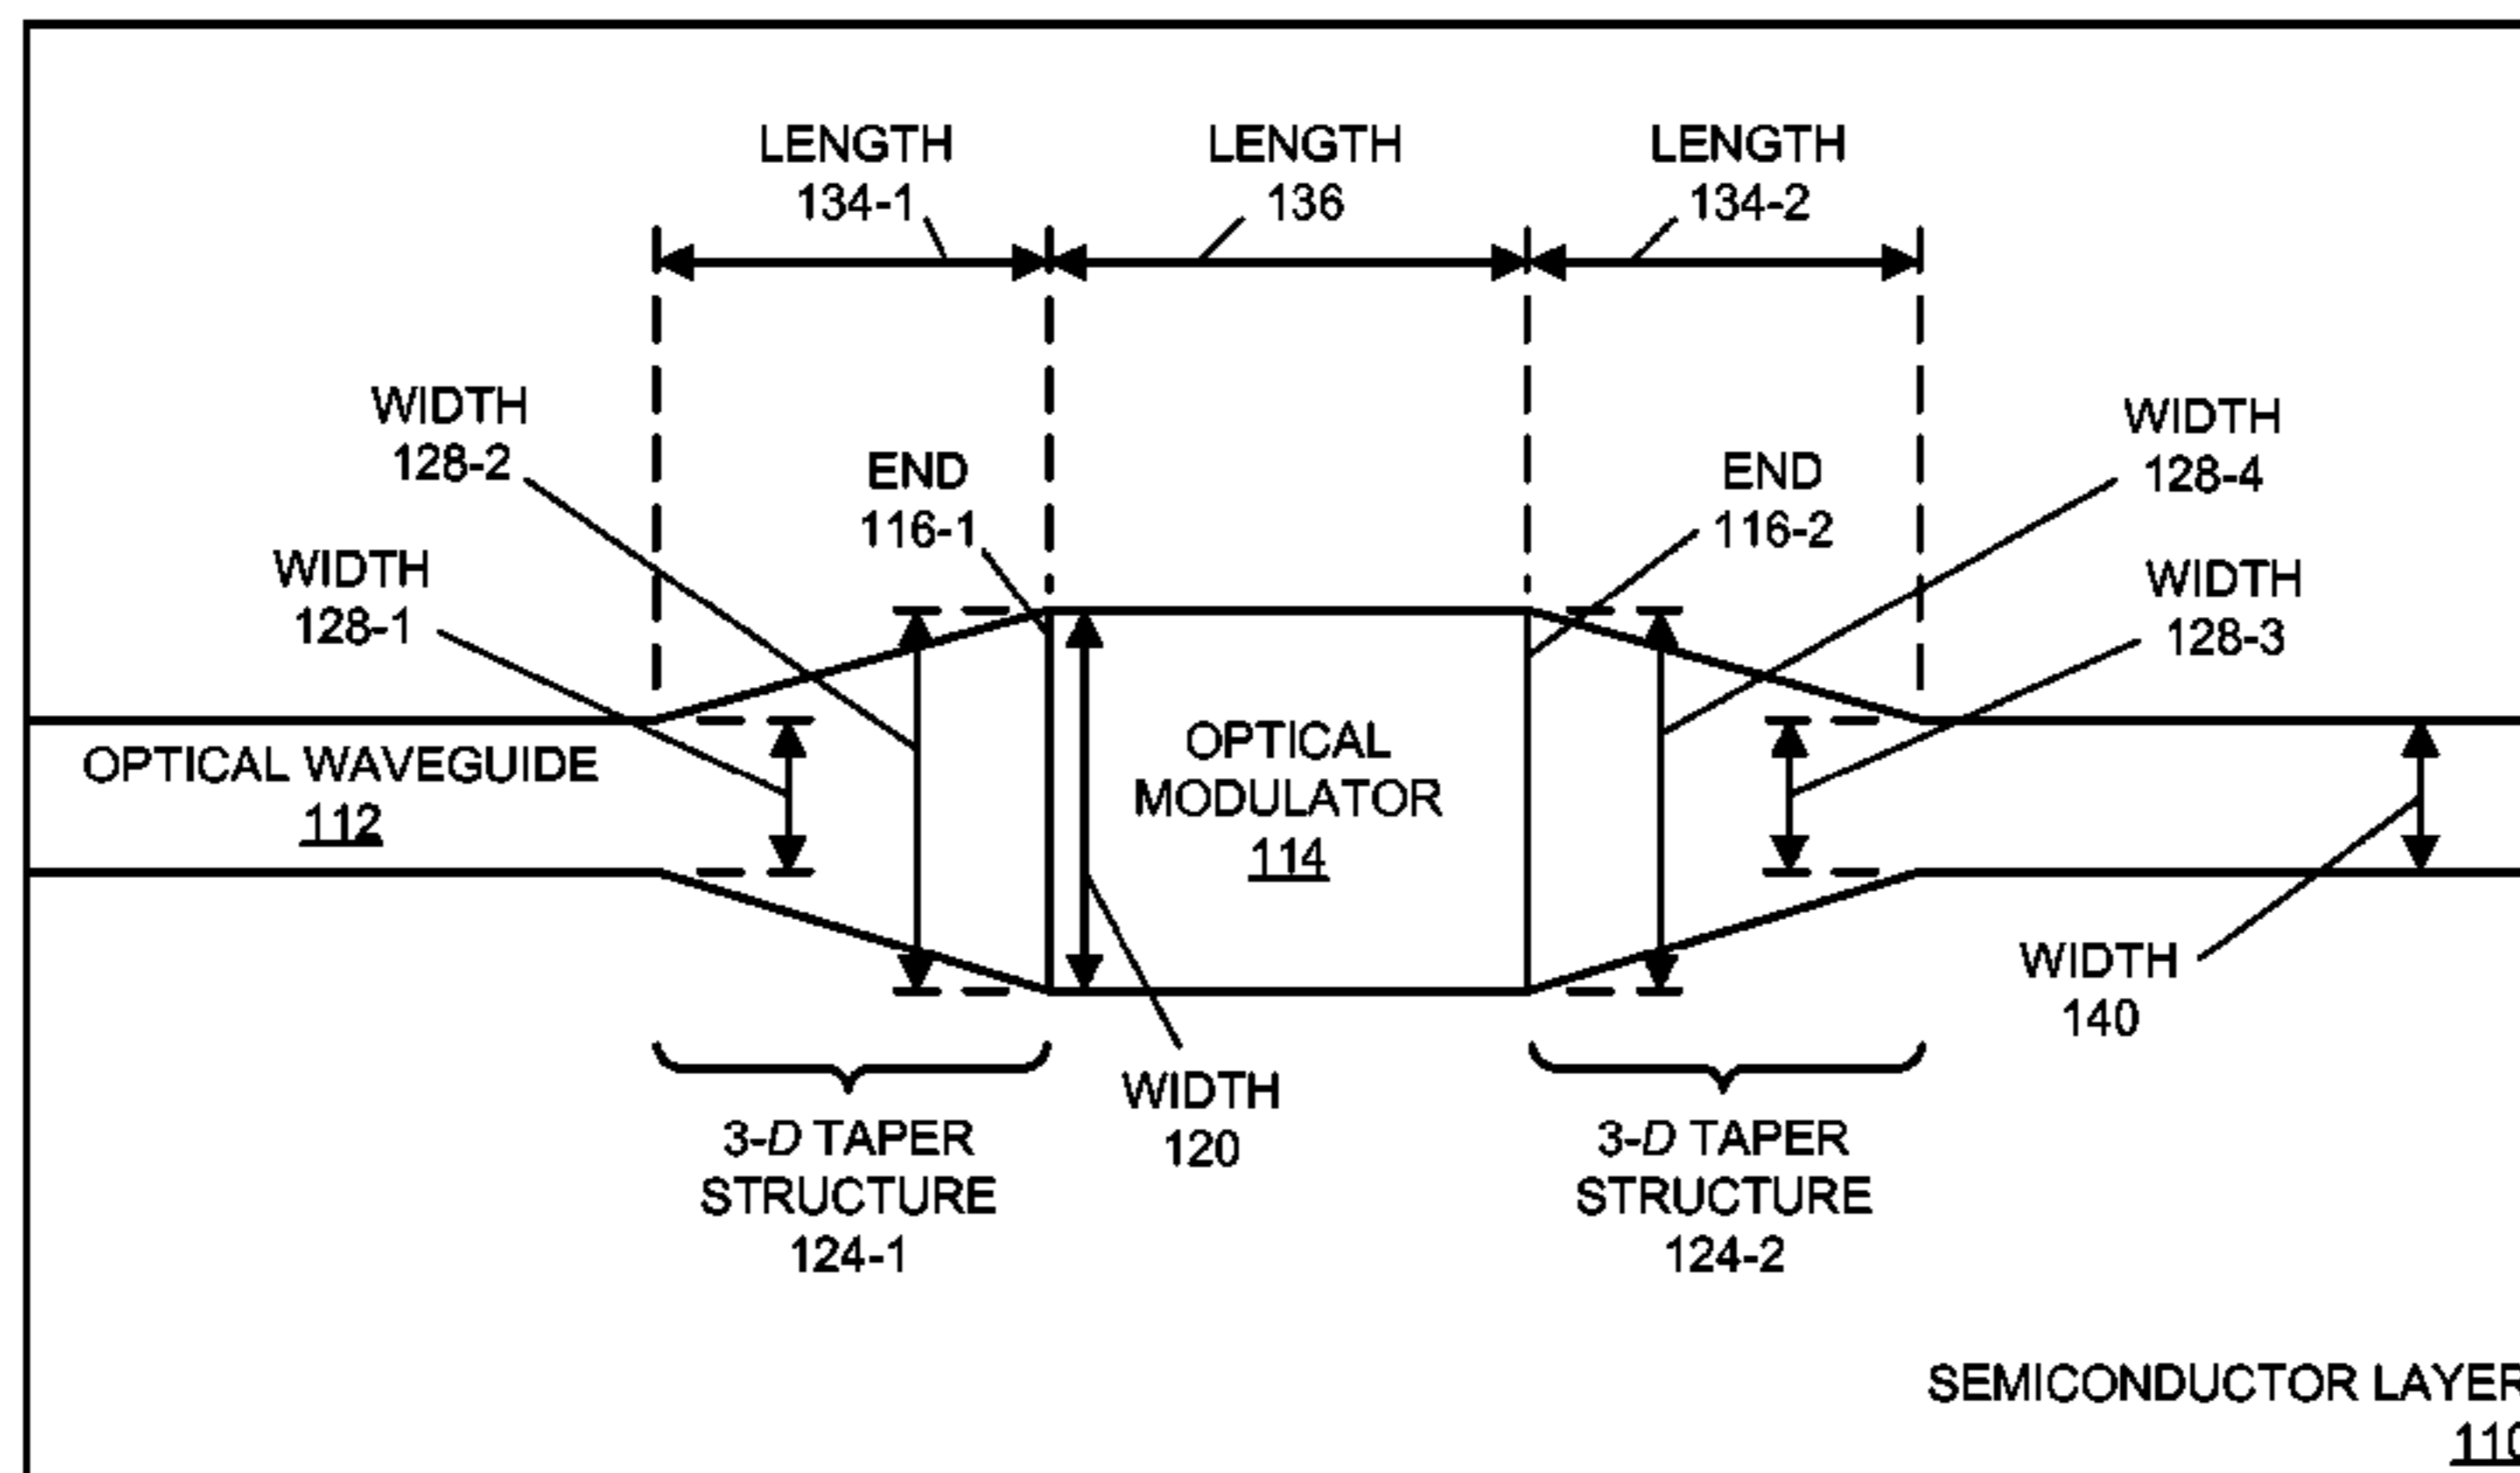 LENGTH
134-1
LENGTH
136
LENGTH
134-2
WIDTH
128-2
WIDTH
128-1
END
116-1
END
116-2
WIDTH
128-4
WIDTH
128-3
OPTICAL WAVEGUIDE
112
OPTICAL
MODULATOR
114
WIDTH
140
WIDTH
120
3-D TAPER
STRUCTURE
124-1
3-D TAPER
STRUCTURE
124-2
SEMICONDUCTOR LAYER
110